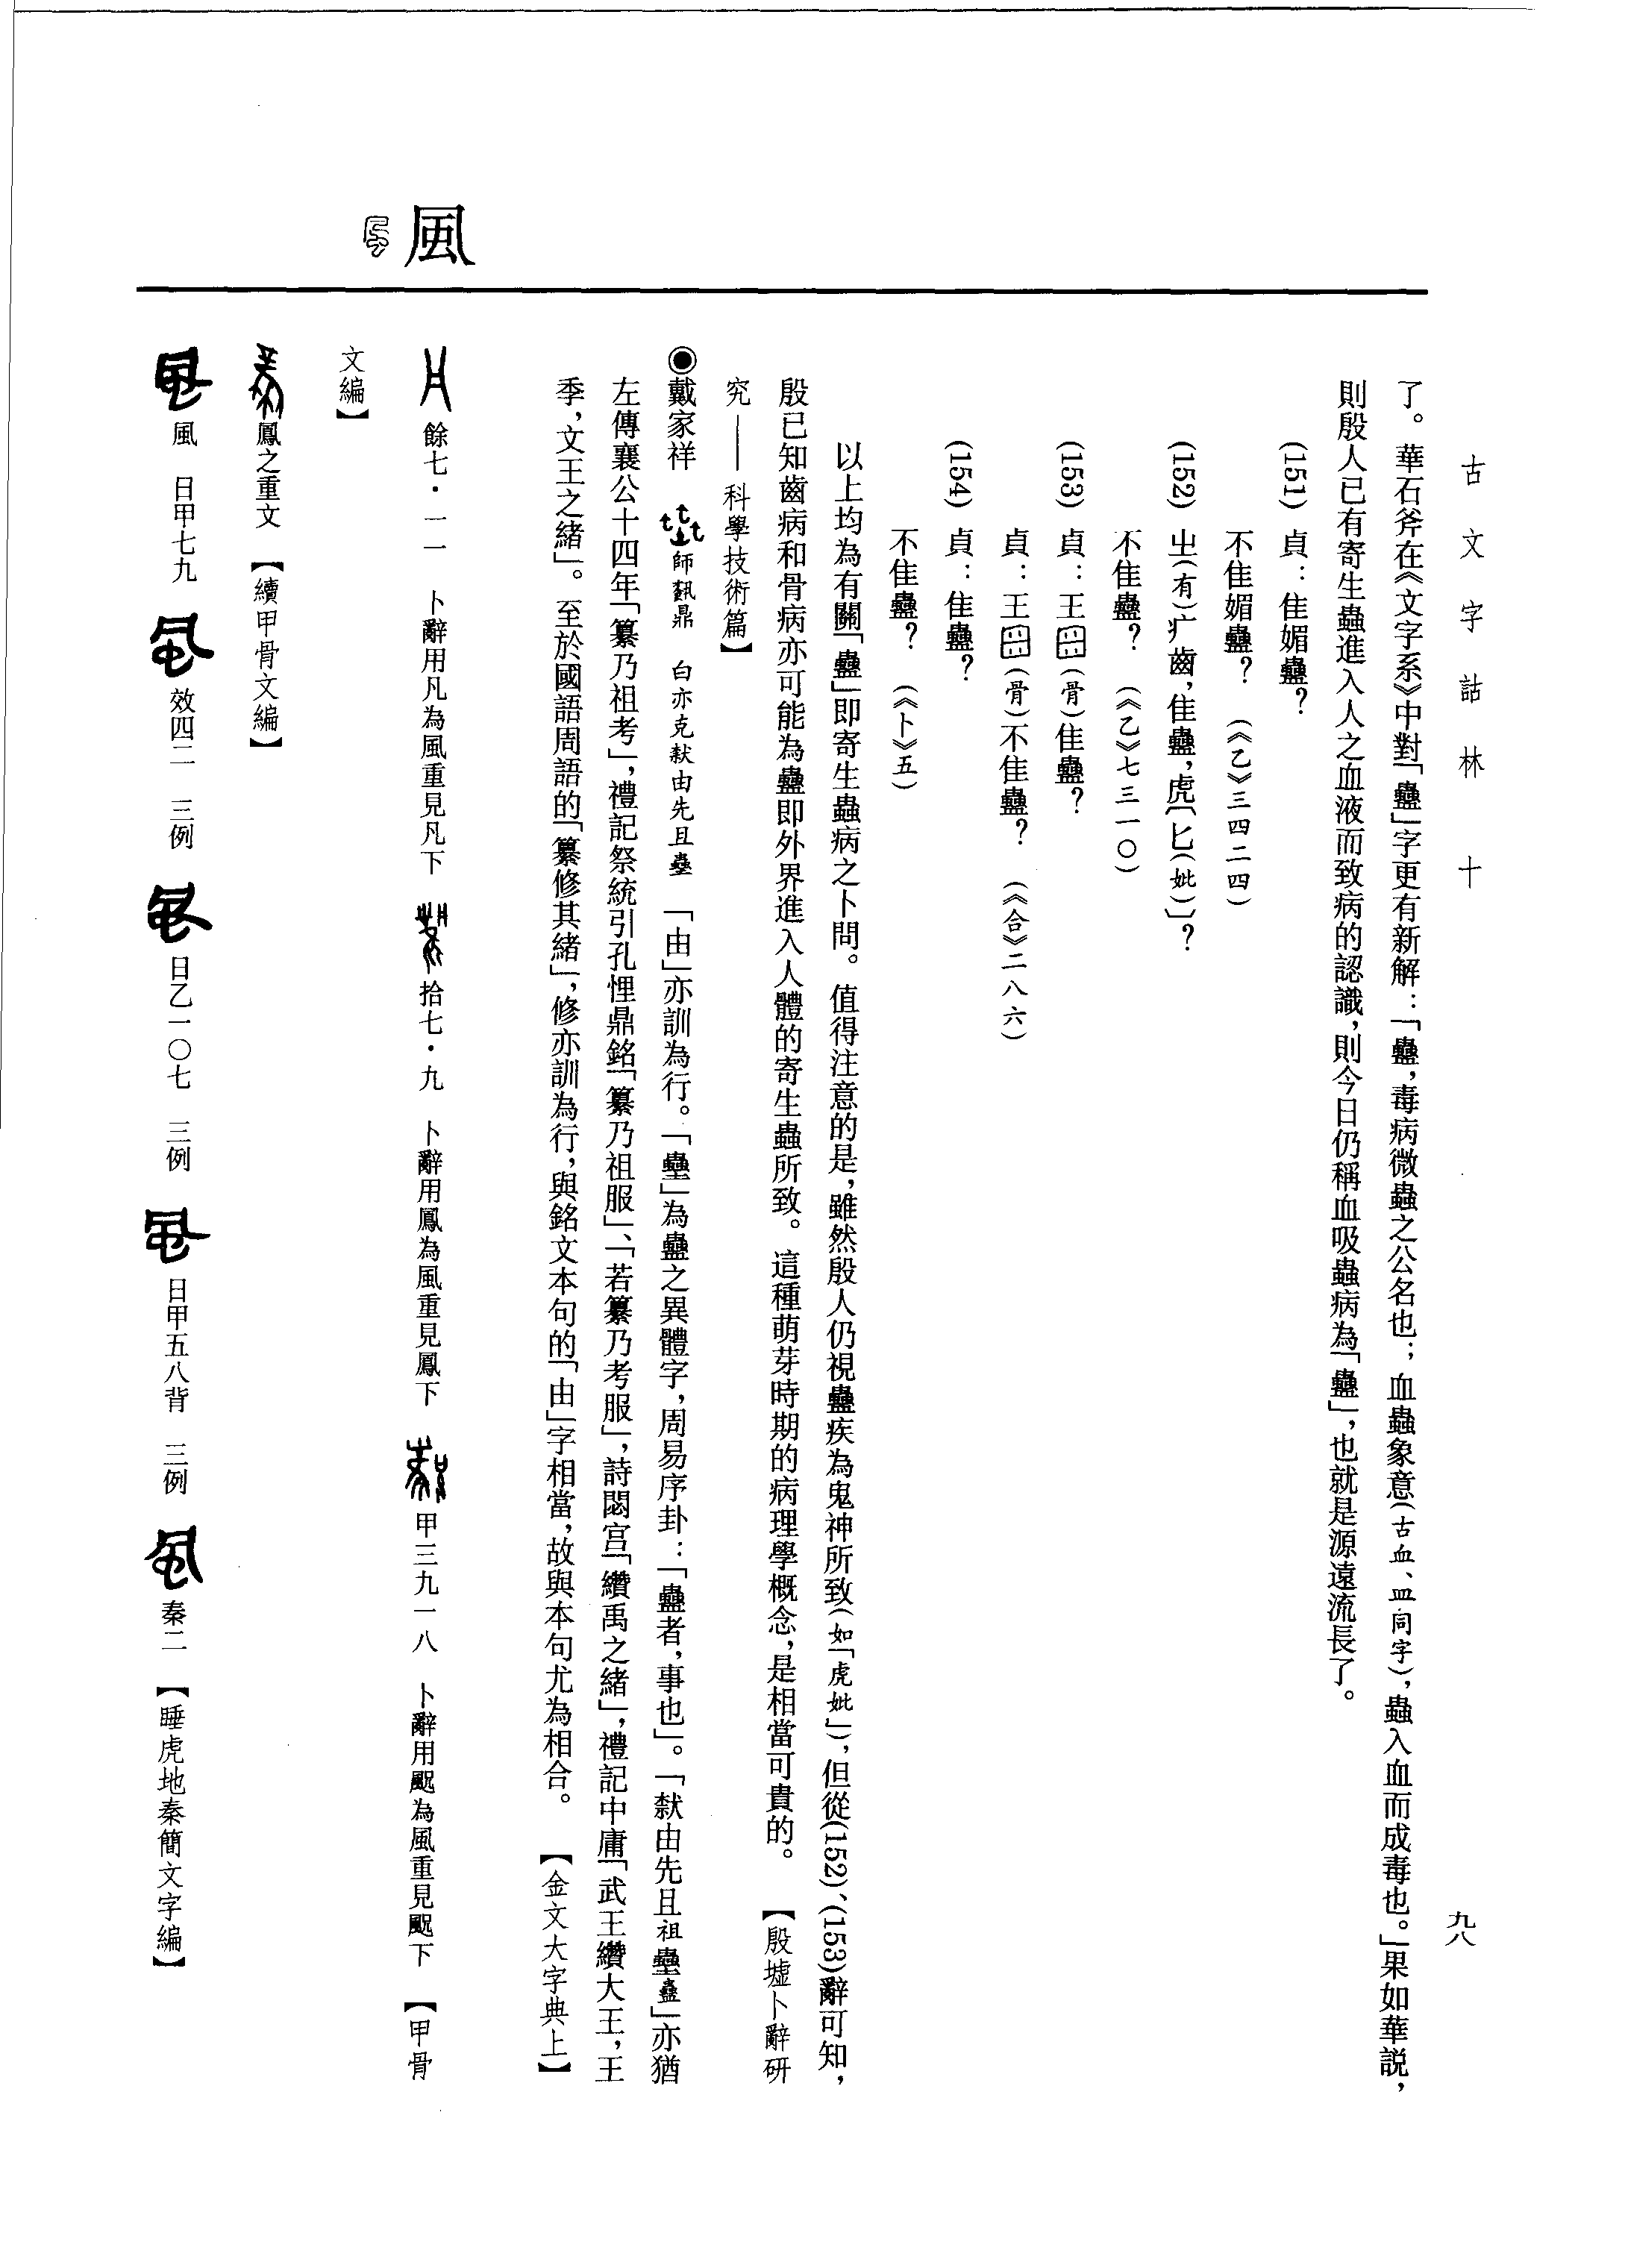 古文字詁林　十
九八
了。華石斧在《文字系》中對「蠱」字更有新解：「蠱，毒病微蟲之公名也；血蟲象意（古血、皿同字），蟲入血而成毒也。」果如華説，
則殷人已有寄生蟲進入人之血液而致病的認識，則今日仍稱血吸蟲病為「蠱」，也就是源遠流長了。
(151) 貞：隹媚蠱？
不隹媚蠱？　（《乙》三四二四）
(152) 㞢（有）疒齒，隹蠱，虎〔匕（妣）〕？
不隹蠱？　（《乙》七三一〇）
(153) 貞：王（骨）隹蠱？
貞：王（骨）不隹蠱？　（《合》二八六）
(154) 貞：隹蠱？
不隹蠱？　（《卜》五）
以上均為有關「蠱」即寄生蟲病之卜問。值得注意的是，雖然殷人仍視蠱疾為鬼神所致（如「虎妣」），但從(152)、(153)辭可知，
殷已知齒病和骨病亦可能為蠱即外界進入人體的寄生蟲所致。這種萌芽時期的病理學概念，是相當可貴的。　【殷墟卜辭研
究——科學技術篇】
◉戴家祥　師𩛥鼎　白亦克㱃由先且蠱　「由」亦訓為行。「蠱」為蠱之異體字，周易序卦：「蠱者，事也」。「㱃由先且祖蠱」亦猶
左傳襄公十四年「纂乃祖考」，禮記祭統引孔悝鼎銘「纂乃祖服」、「若纂乃考服」，詩閟宫「纘禹之緒」，禮記中庸「武王纘大王，王
季，文王之緒」。至於國語周語的「纂修其緒」，修亦訓為行，與銘文本句的「由」字相當，故與本句尤為相合。　【金文大字典上】
風
餘七・一一　卜辭用凡為風重見凡下　拾七・九　卜辭用鳳為風重見鳳下　甲三九一八　卜辭用䬕為風重見䬕下　【甲骨
文編】
鳳之重文　【續甲骨文編】
風　日甲七九　效四二　三例　日乙一〇七　三例　日甲五八背　三例　秦二　【睡虎地秦簡文字編】